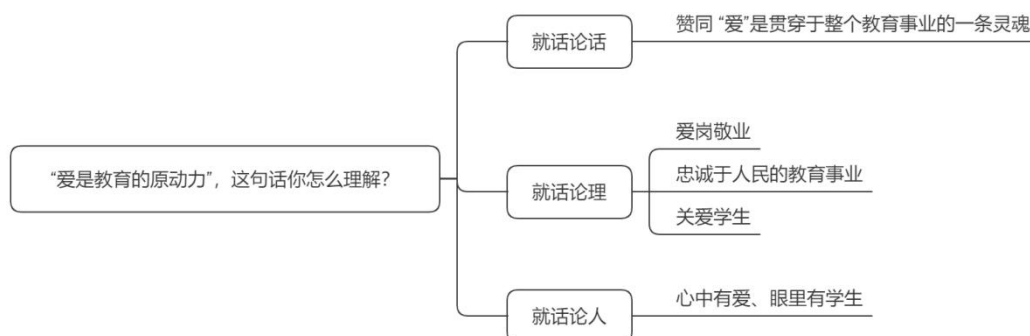 “爱是教育的原动力”，这句话你怎么理解？
就话论话
赞同 “爱”是贯穿于整个教育事业的一条灵魂
就话论理
爱岗敬业
忠诚于人民的教育事业
关爱学生
就话论人
心中有爱、眼里有学生